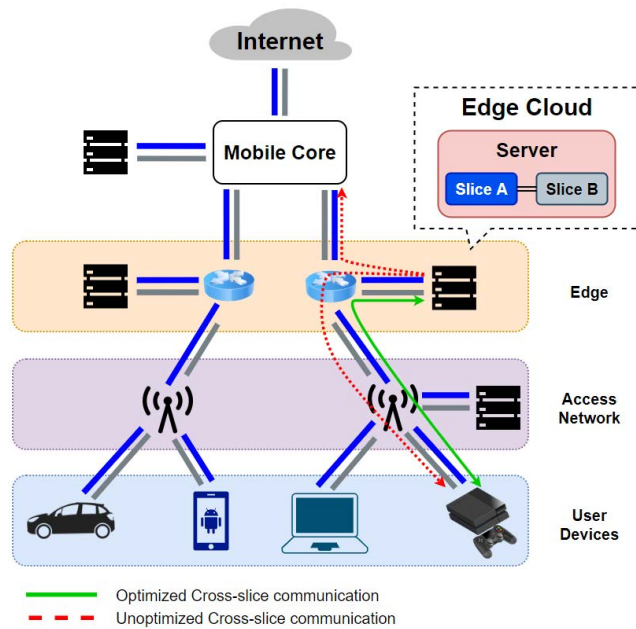 Internet
Mobile Core
Edge Cloud
Server
Slice A
Slice B
Edge
Access
Network
User
Devices
Optimized Cross-slice communication
Unoptimized Cross-slice communication